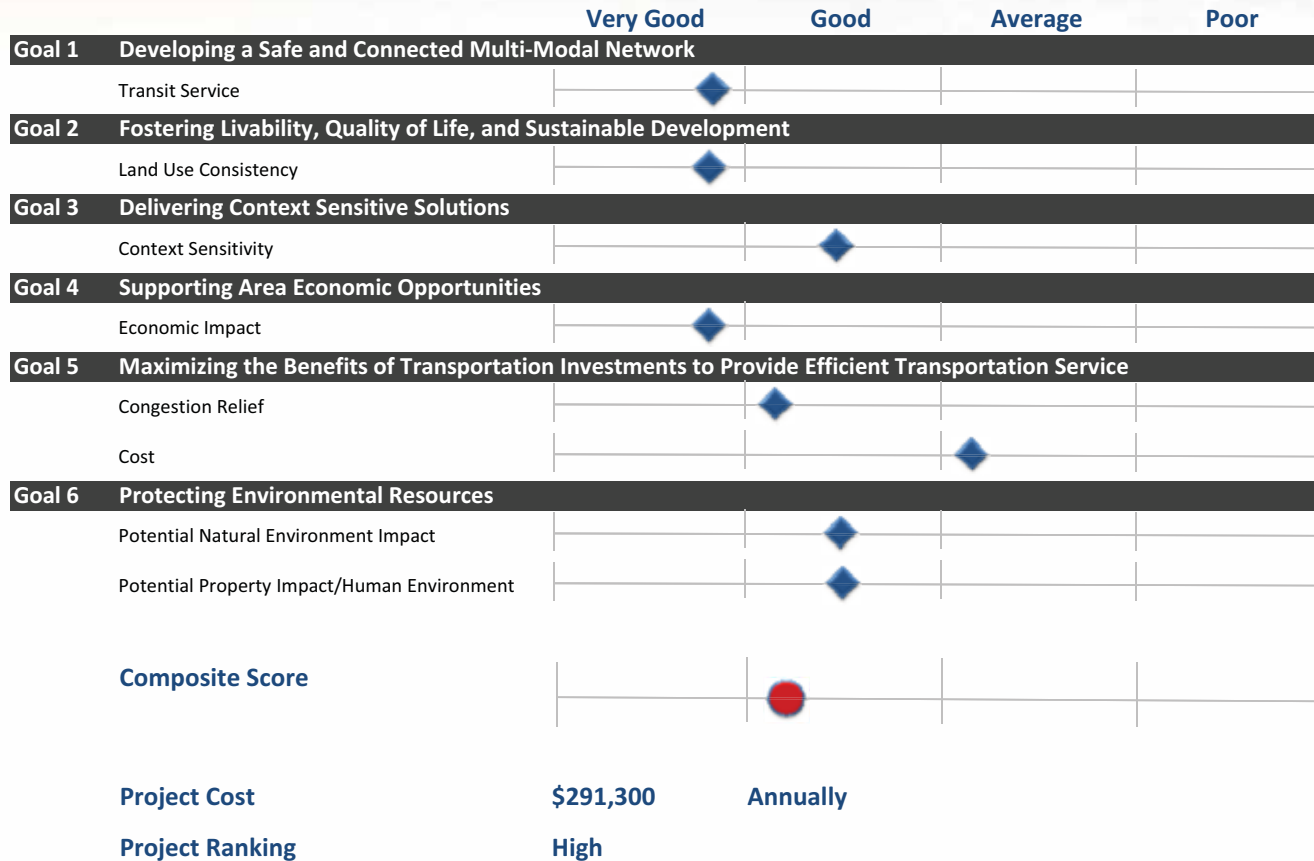 Very Good Good Average Poor
Goal 1 Developing a Safe and Connected Multi-Modal Network
Transit Service
Goal 2 Fostering Livability, Quality of Life, and Sustainable Development
Land Use Consistency
Goal 3 Delivering Context Sensitive Solutions
Context Sensitivity
Goal 4 Supporting Area Economic Opportunities
Economic Impact
Goal 5 Maximizing the Benefits of Transportation Investments to Provide Efficient Transportation Service
Congestion Relief
Cost
Goal 6 Protecting Environmental Resources
Potential Natural Environment Impact
Potential Property Impact/Human Environment
Composite Score
Project Cost $291,300 Annually
Project Ranking High